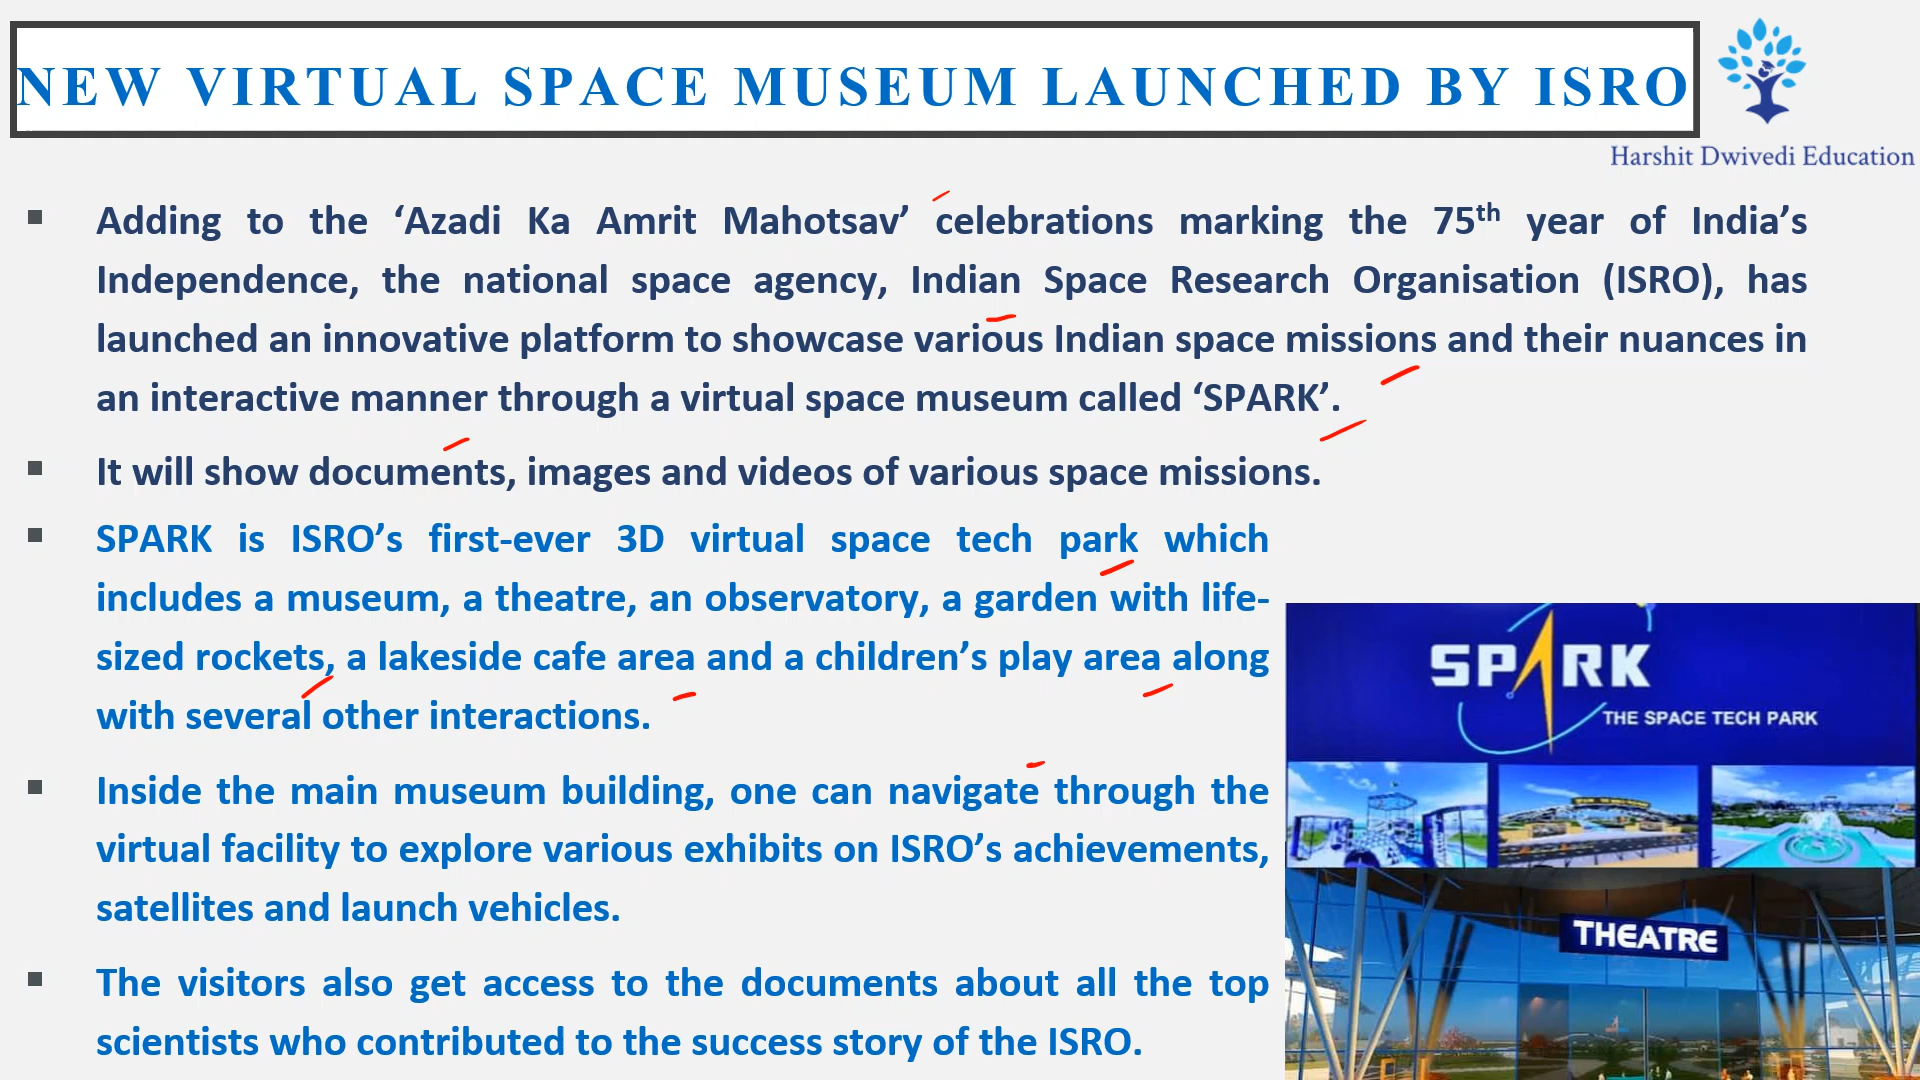 NEW VIRTUAL SPACE MUSEUM LAUNCHED BY ISRO
Harshit Dwivedi Education
Adding to the ‘Azadi Ka Amrit Mahotsav’ celebrations marking the 75th year of India’s
Independence, the national space agency, Indian Space Research Organisation (ISRO), has
launched an innovative platform to showcase various Indian space missions and their nuances in
an interactive manner through a virtual space museum called ‘SPARK’.
It will show documents, images and videos of various space missions.
SPARK is ISRO’s first-ever 3D virtual space tech park which
includes a museum, a theatre, an observatory, a garden with life-
sized rockets, a lakeside cafe area and a children’s play area along
with several other interactions.
Inside the main museum building, one can navigate through the
virtual facility to explore various exhibits on ISRO’s achievements,
satellites and launch vehicles.
The visitors also get access to the documents about all the top
scientists who contributed to the success story of the ISRO.
SPARK
THE SPACE TECH PARK
THEATRE